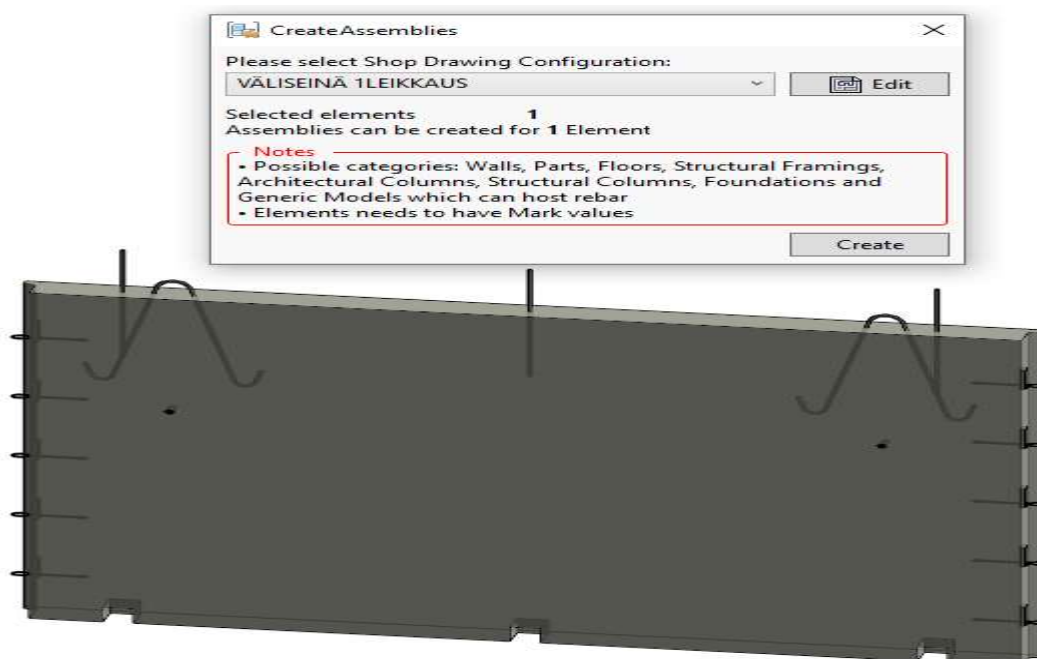 CreateAssemblies
Please select Shop Drawing Configuration:
VÄLISEINÄ 1LEIKKAUS
Edit
Selected elements 1
Assemblies can be created for 1 Element
Notes
• Possible categories: Walls, Parts, Floors, Structural Framings,
Architectural Columns, Structural Columns, Foundations and
Generic Models which can host rebar
• Elements needs to have Mark values
Create